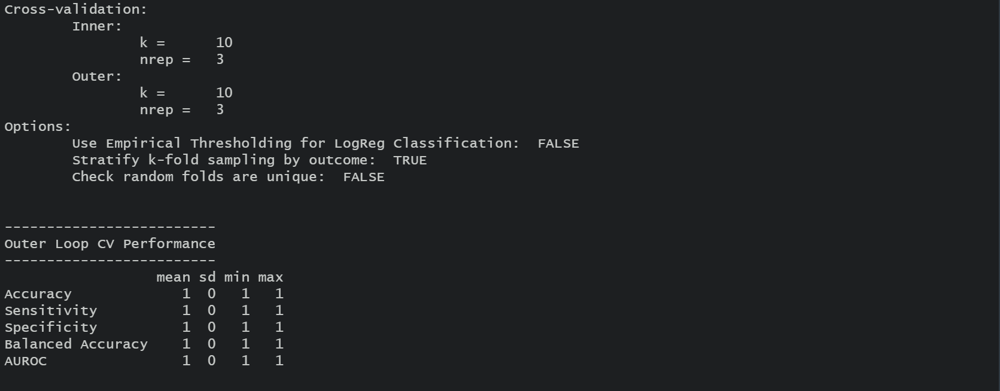 Cross-validation:
Inner:
k = 10
nrep = 3
Outer:
k = 10
nrep = 3
Options:
Use Empirical Thresholding for LogReg Classification: FALSE
Stratify k-fold sampling by outcome: TRUE
Check random folds are unique: FALSE
-------------------------
Outer Loop CV Performance
-------------------------
mean sd min max
Accuracy 1 0 1 1
Sensitivity 1 0 1 1
Specificity 1 0 1 1
Balanced Accuracy 1 0 1 1
AUROC 1 0 1 1